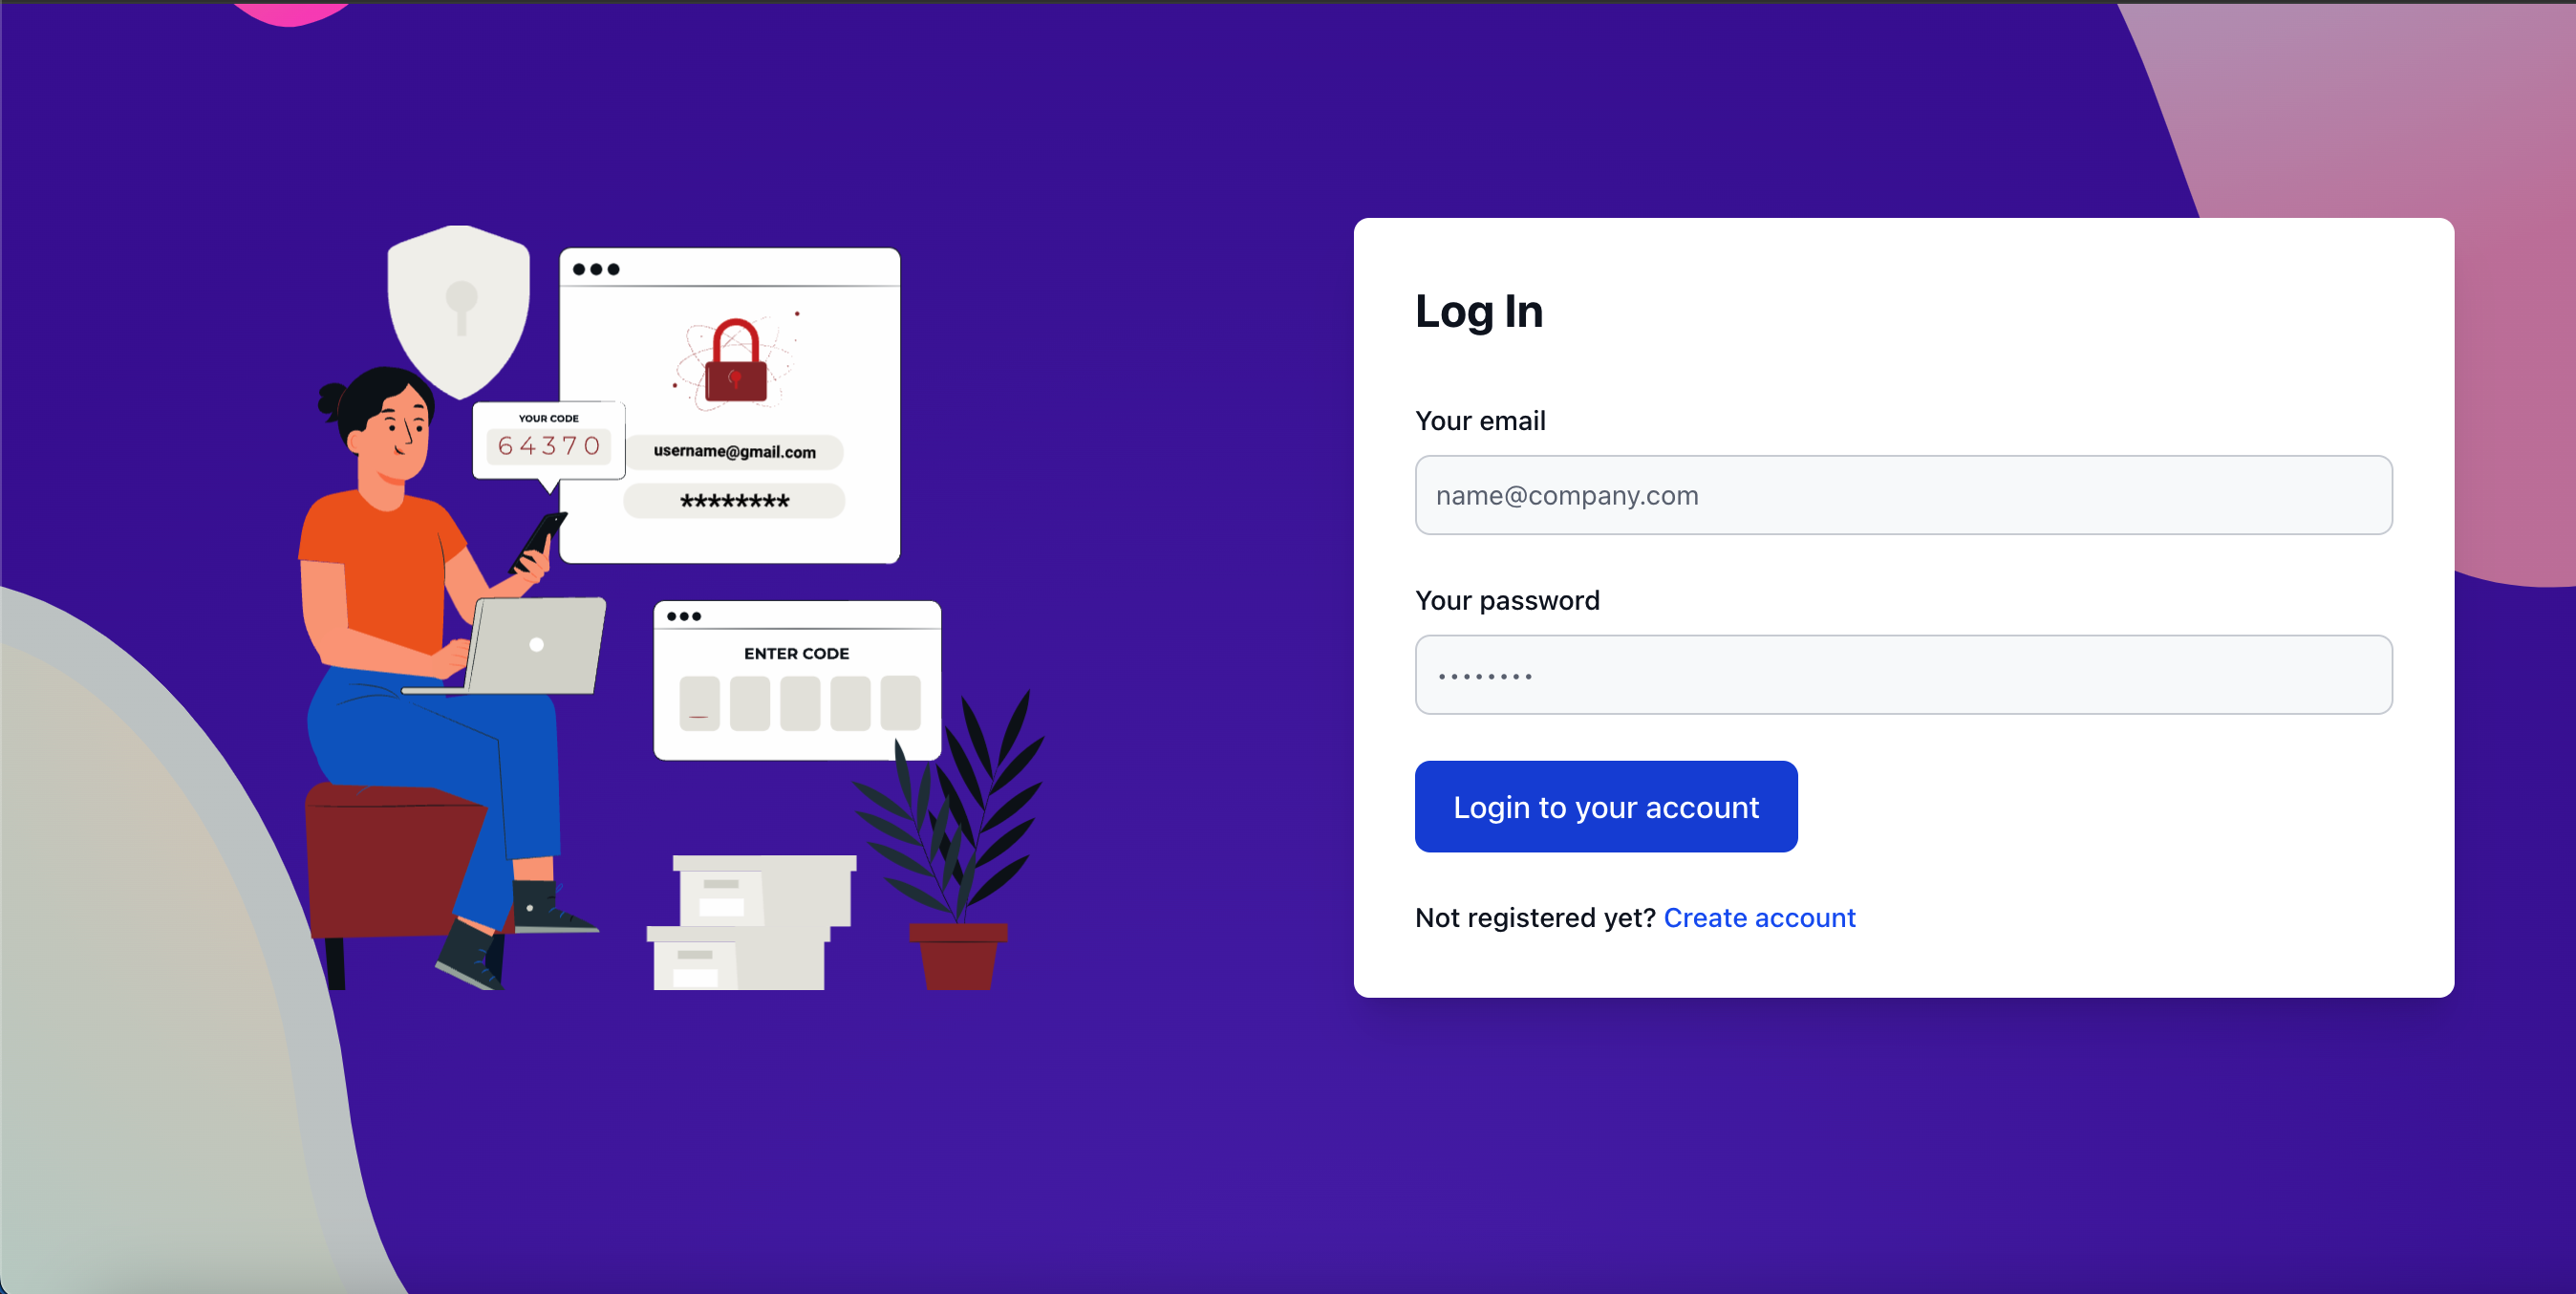 YOUR CODE
64370
username@gmail.com
********
ENTER CODE
Log In
Your email
name@company.com
Your password
••••••••
Login to your account
Not registered yet? Create account